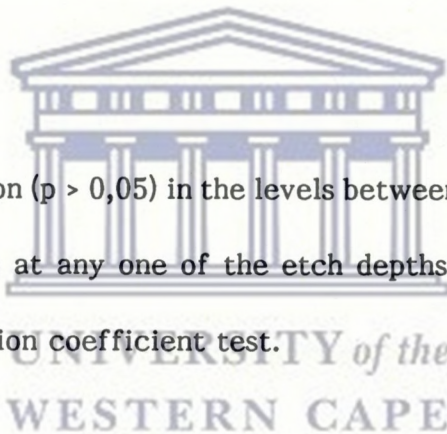 on (p > 0,05) in the levels between
at any one of the etch depths
ion coefficient test.
UNIVERSITY of the
WESTERN CAPE